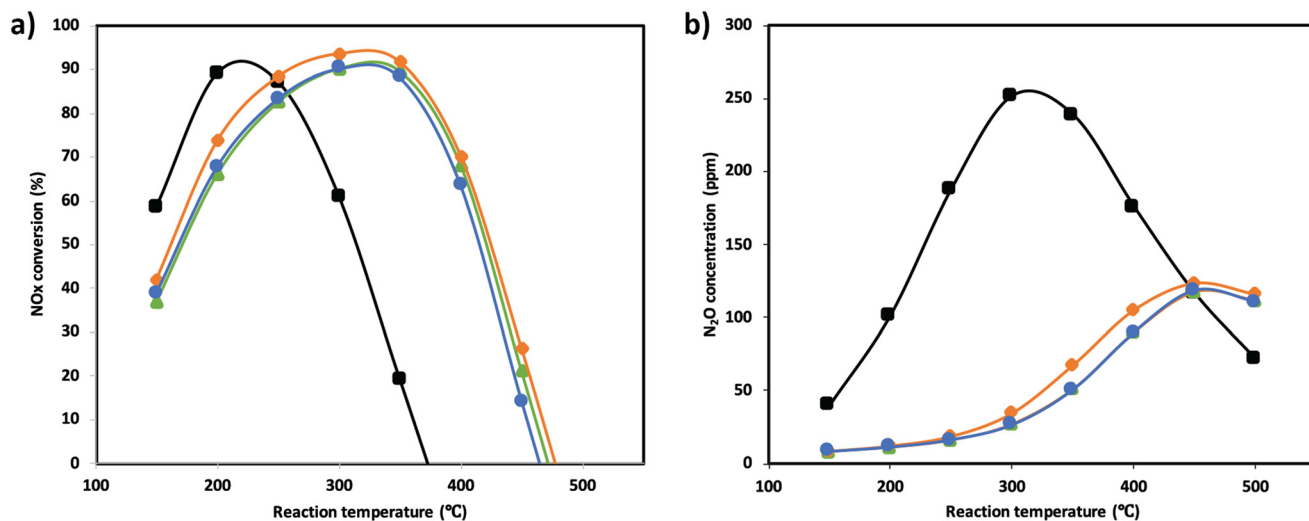 a)
100
90
80
70
60
50
40
30
20
10
0
NOx conversion (%)
100 200 300 400 500
Reaction temperature (℃)
b)
300
250
200
150
100
50
0
N₂O concentration (ppm)
100 200 300 400 500
Reaction temperature (℃)